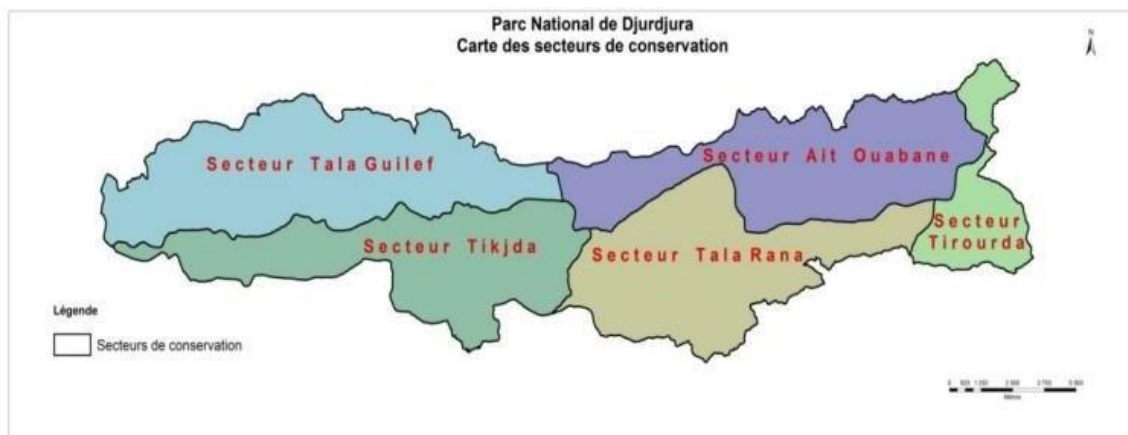 Parc National de Djurdjura
Carte des secteurs de conservation
N
Secteur Tala Guilef
Secteur Ait Ouabane
Secteur Tikjda
Secteur Tala Rana
Secteur
Tirourda
Légende
Secteurs de conservation
Mètres